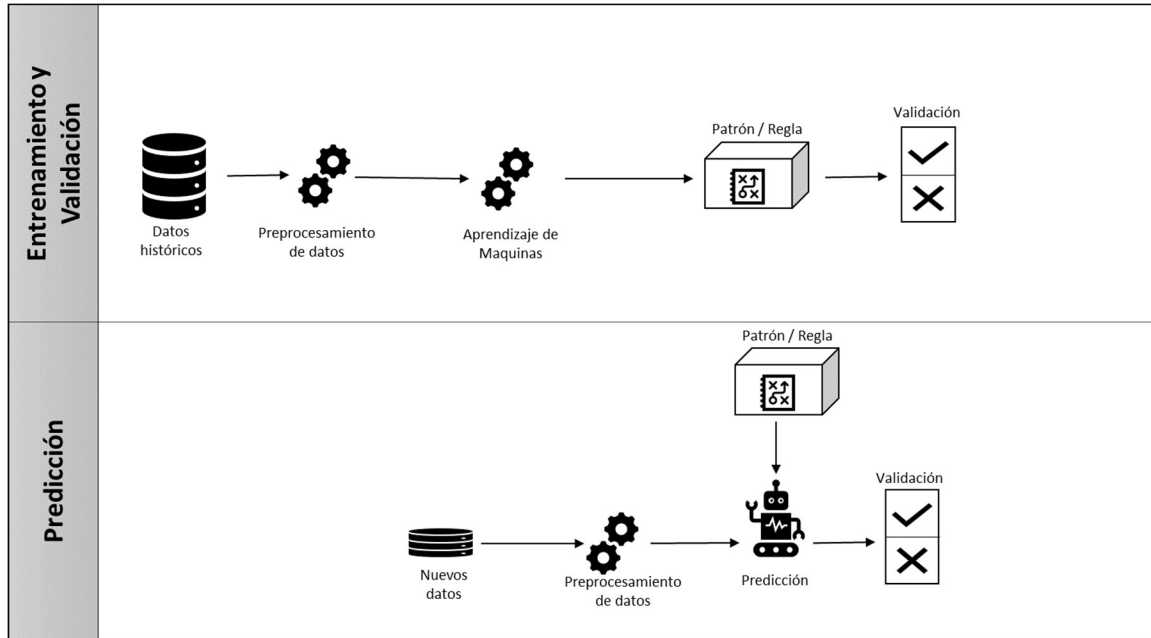 Entrenamiento y
Validación
Datos
históricos
Preprocesamiento
de datos
Aprendizaje de
Maquinas
Patrón / Regla
Validación
Predicción
Patrón / Regla
Nuevos
datos
Preprocesamiento
de datos
Predicción
Validación